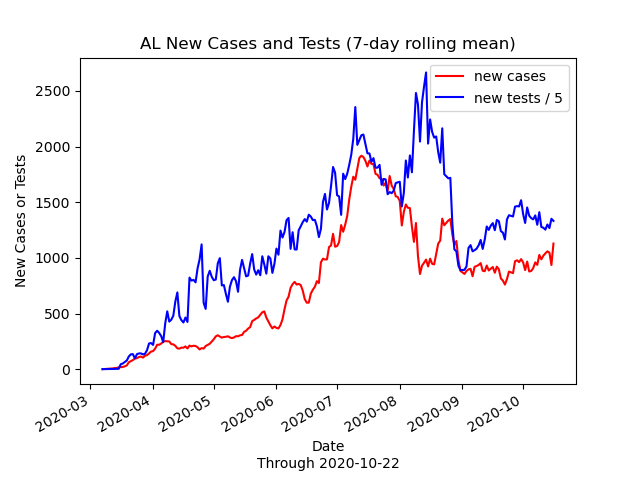 AL New Cases and Tests (7-day rolling mean)
new cases
new tests / 5
New Cases or Tests
2500
2000
1500
1000
500
0
2020-03
2020-04
2020-05
2020-06
2020-07
2020-08
2020-09
2020-10
Date
Through 2020-10-22